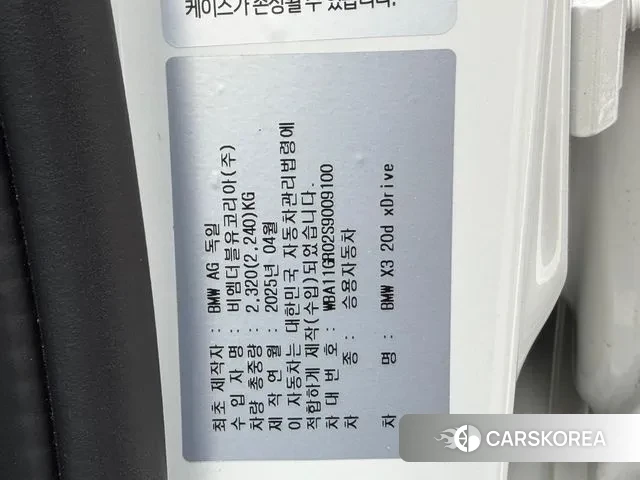 케이스가 손상될 수 있습니다.
최초 제작자 : BMW AG 독일
수 입 자 명 : 비엠더블유코리아(주)
차량 총중량 : 2,320(2,240)KG
제 작 연 월 : 2025년 04월
이 자동차는 대한민국 자동차관리법령에
적합하게 제작(수입)되었습니다.
차 대 번 호 : WBA11GR02S9009100
차 종 : 승용자동차
차 명 : BMW X3 20d xDrive
CARSKOREA